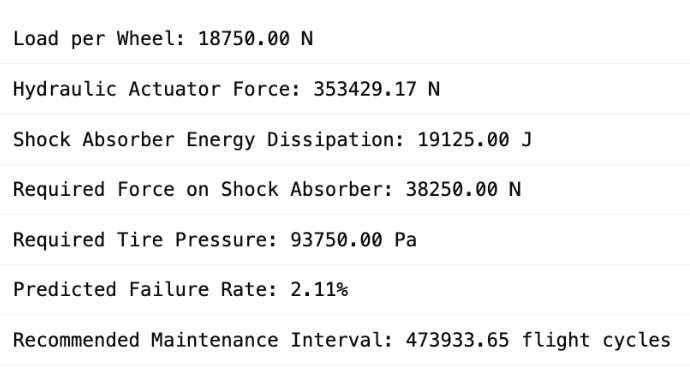 Load per Wheel: 18750.00 N
Hydraulic Actuator Force: 353429.17 N
Shock Absorber Energy Dissipation: 19125.00 J
Required Force on Shock Absorber: 38250.00 N
Required Tire Pressure: 93750.00 Pa
Predicted Failure Rate: 2.11%
Recommended Maintenance Interval: 473933.65 flight cycles